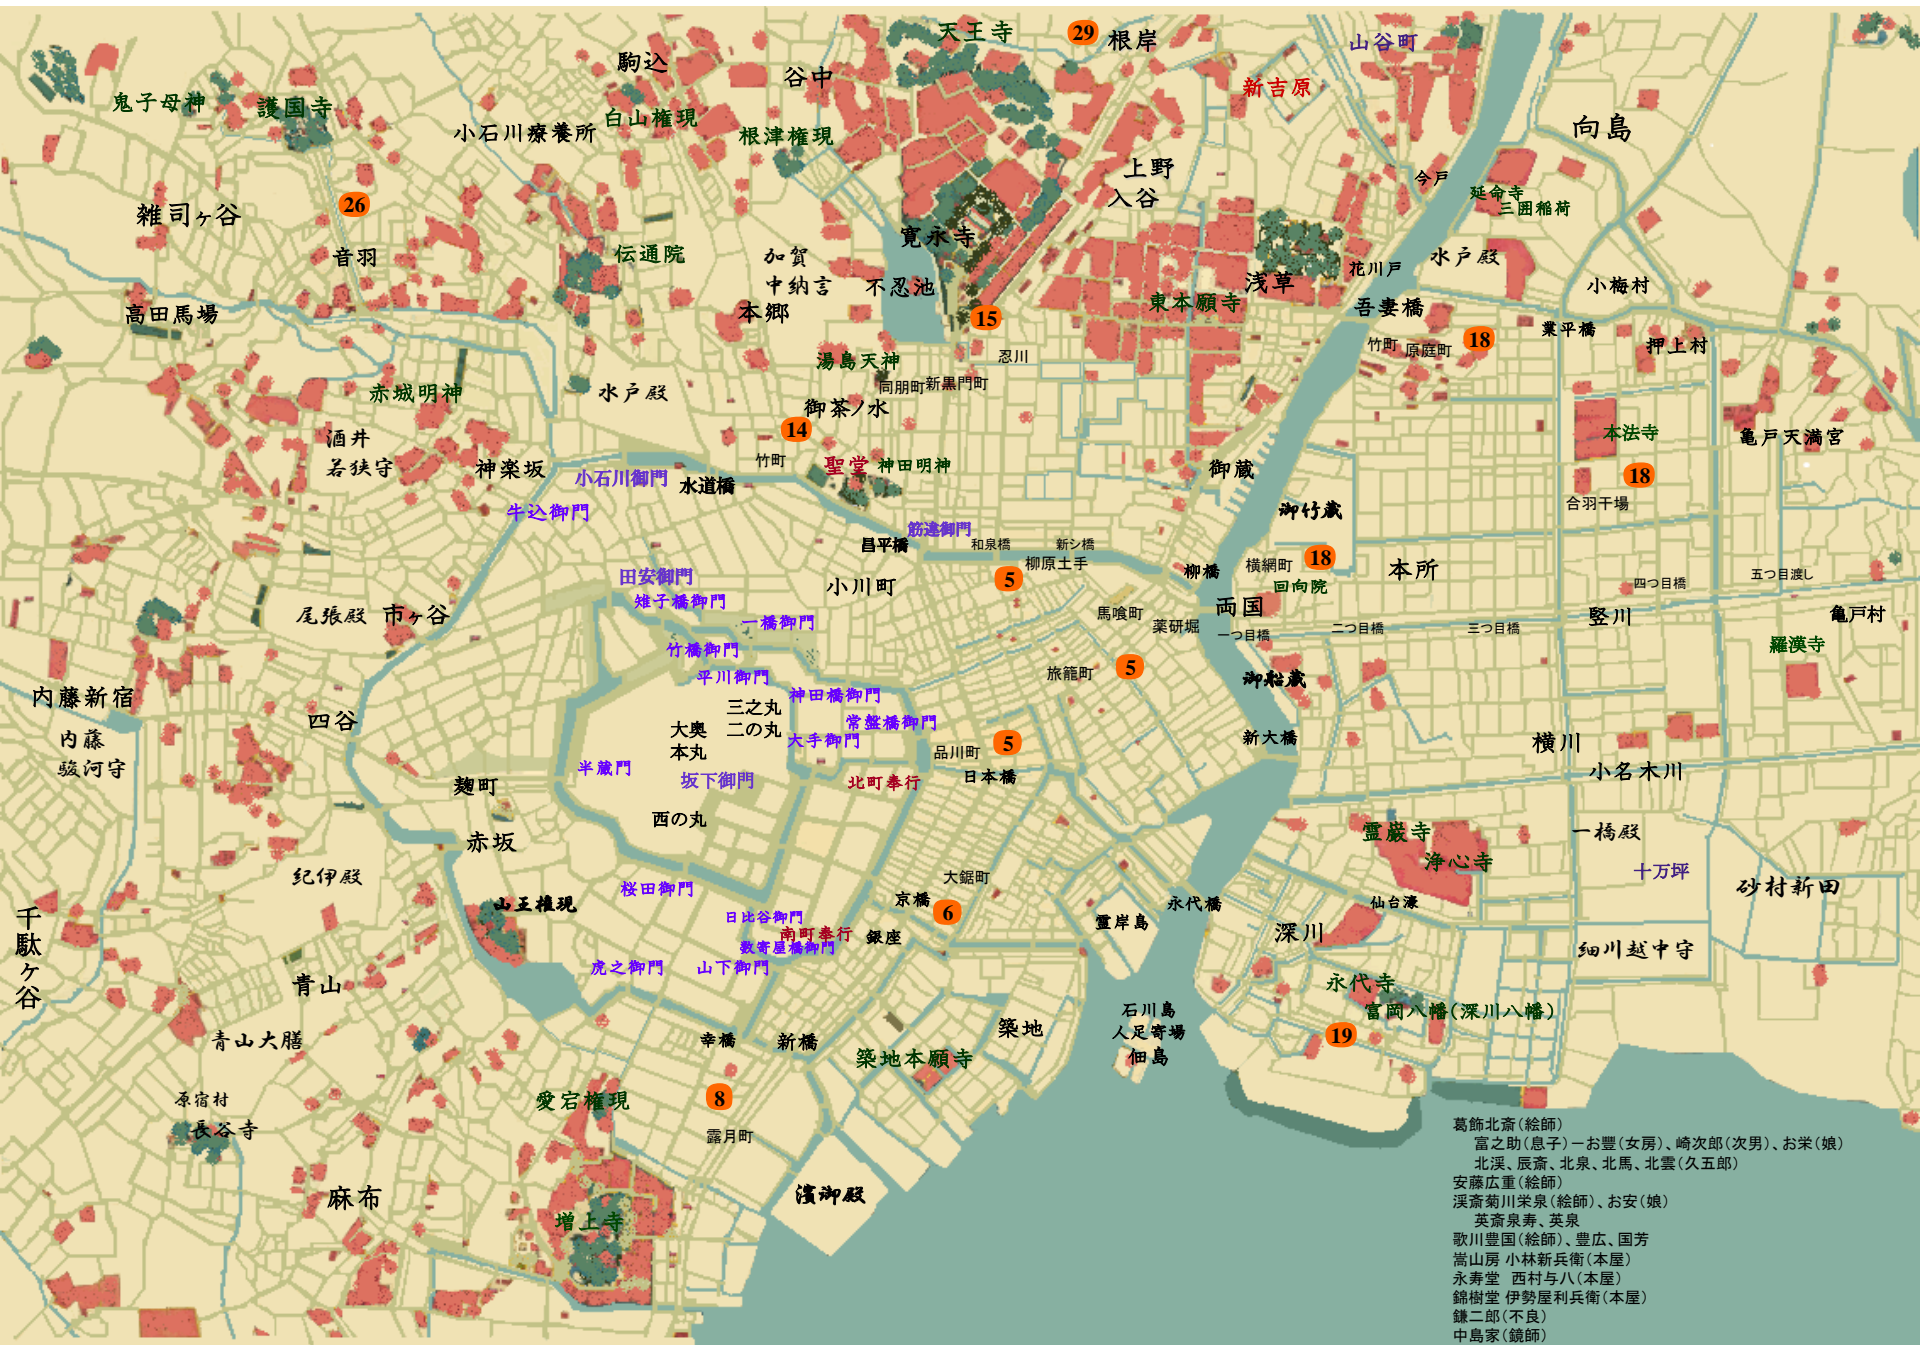 天王寺
29
根岸
山谷町
駒込
谷中
新吉原
鬼子母神
護国寺
白山権現
小石川療養所
根津権現
向島
上野
入谷
今戸
延命寺
三囲稲荷
26
雑司ヶ谷
音羽
伝通院
加賀
中納言
本郷
寛永寺
不忍池
浅草
花川戸
水戸殿
東本願寺
吾妻橋
小梅村
業平橋
押上村
高田馬場
15
忍川
竹町
原庭町
18
湯島天神
同朋町
新黒門町
赤城明神
水戸殿
御茶ノ水
14
竹町
聖堂
神田明神
本法寺
亀戸天満宮
酒井
若狭守
神楽坂
小石川御門
水道橋
御蔵
18
合羽干場
牛込御門
御竹蔵
筋違御門
昌平橋
和泉橋
新シ橋
柳原土手
5
柳橋
横網町
18
回向院
本所
田安御門
雉子橋御門
小川町
四つ目橋
五つ目渡し
尾張殿
市ヶ谷
一橋御門
馬喰町
薬研堀
両国
一つ目橋
二つ目橋
三つ目橋
竪川
亀戸村
羅漢寺
竹橋御門
平川御門
旅籠町
5
御船蔵
内藤新宿
神田橋御門
三之丸
二の丸
大奥
本丸
常盤橋御門
大手御門
四谷
内藤
駿河守
品川町
5
新大橋
横川
半蔵門
坂下御門
北町奉行
日本橋
小名木川
麹町
西の丸
赤坂
霊巌寺
浄心寺
一橋殿
十万坪
砂村新田
紀伊殿
桜田御門
大鋸町
京橋
6
永代橋
仙台濠
山王権現
日比谷御門
南町奉行
数寄屋橋御門
銀座
霊岸島
深川
細川越中守
千駄ヶ谷
虎之御門
山下御門
青山
永代寺
富岡八幡(深川八幡)
石川島
人足寄場
佃島
築地
青山大膳
幸橋
新橋
築地本願寺
19
8
愛宕権現
露月町
原宿村
長谷寺
麻布
濱御殿
増上寺
葛飾北斎(絵師)
富之助(息子)ーお豊(女房)、崎次郎(次男)、お栄(娘)
北渓、辰斎、北泉、北馬、北雲(久五郎)
安藤広重(絵師)
渓斎菊川栄泉(絵師)、お安(娘)
英斎泉寿、英泉
歌川豊国(絵師)、豊広、国芳
嵩山房 小林新兵衛(本屋)
永寿堂 西村与八(本屋)
錦樹堂 伊勢屋利兵衛(本屋)
鎌二郎(不良)
中島家(鏡師)